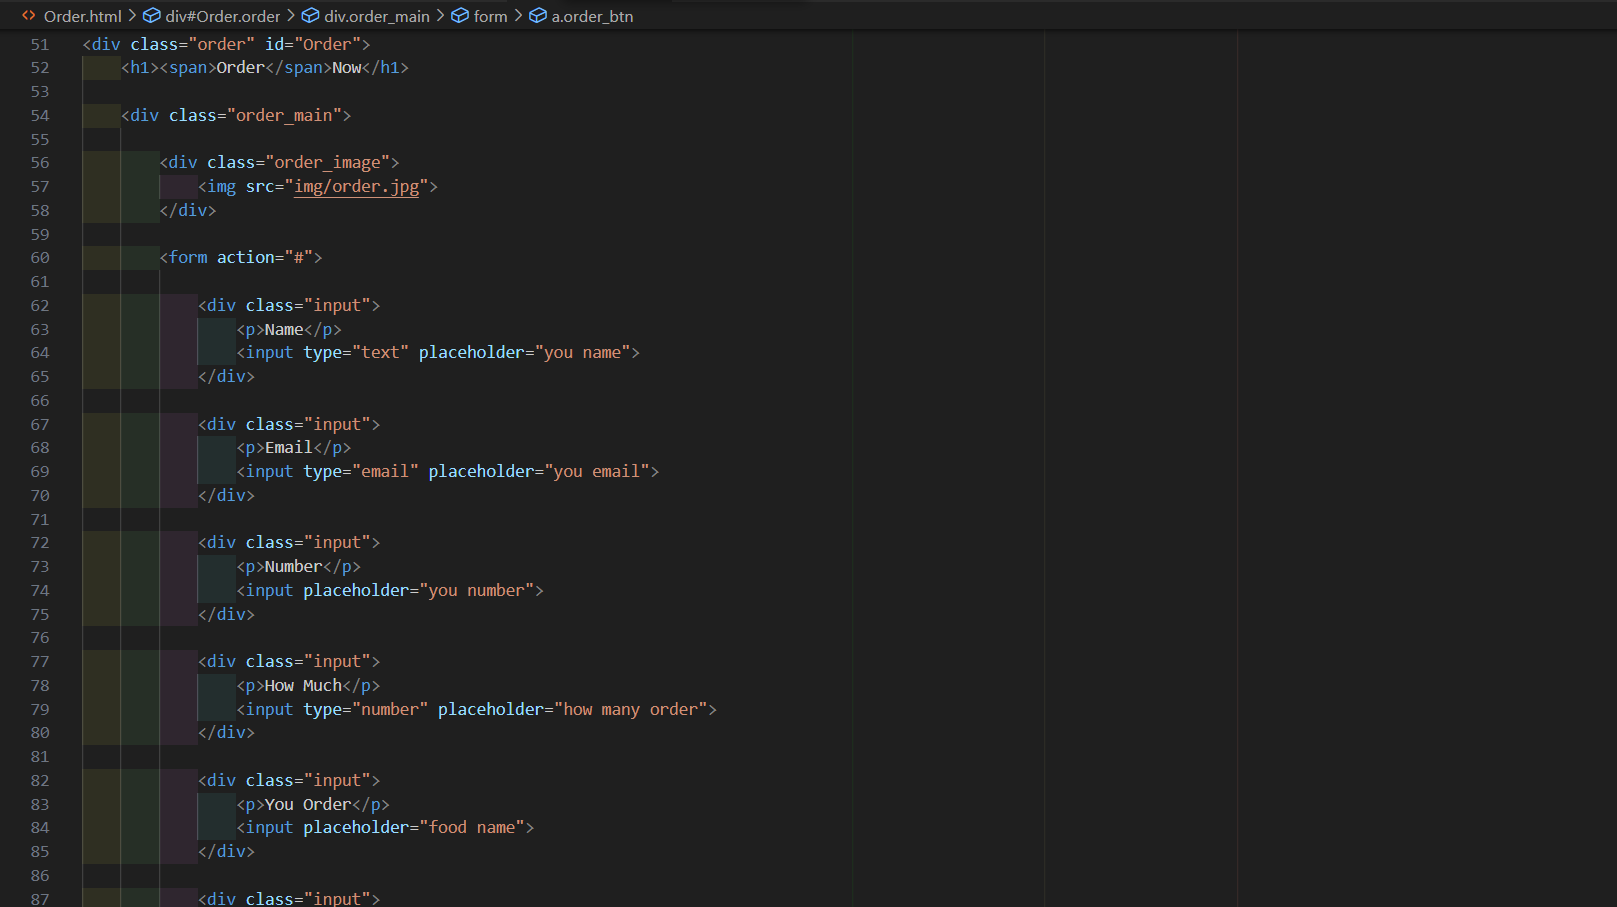 Order.html > div#Order.order > div.order_main > form > a.order_btn
51 <div class="order" id="Order">
52 <h1><span>Order</span>Now</h1>
53
54 <div class="order_main">
55
56 <div class="order_image">
57 <img src="img/order.jpg">
58 </div>
59
60 <form action="#">
61
62 <div class="input">
63 <p>Name</p>
64 <input type="text" placeholder="you name">
65 </div>
66
67 <div class="input">
68 <p>Email</p>
69 <input type="email" placeholder="you email">
70 </div>
71
72 <div class="input">
73 <p>Number</p>
74 <input placeholder="you number">
75 </div>
76
77 <div class="input">
78 <p>How Much</p>
79 <input type="number" placeholder="how many order">
80 </div>
81
82 <div class="input">
83 <p>You Order</p>
84 <input placeholder="food name">
85 </div>
86
87 <div class="input">